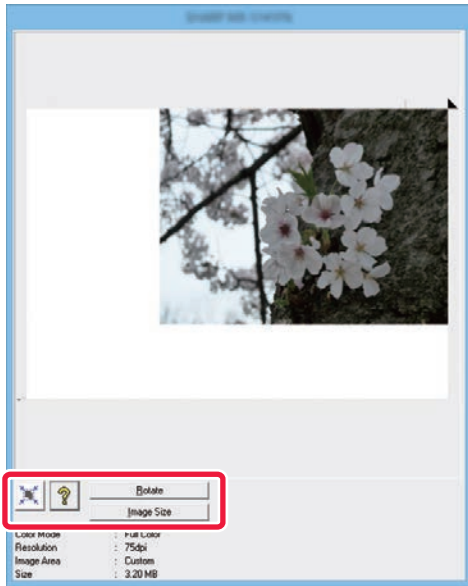 Rotate
Image Size
Color Mode : Full Color
Resolution : 75dpi
Image Area : Custom
Size : 3.20 MB